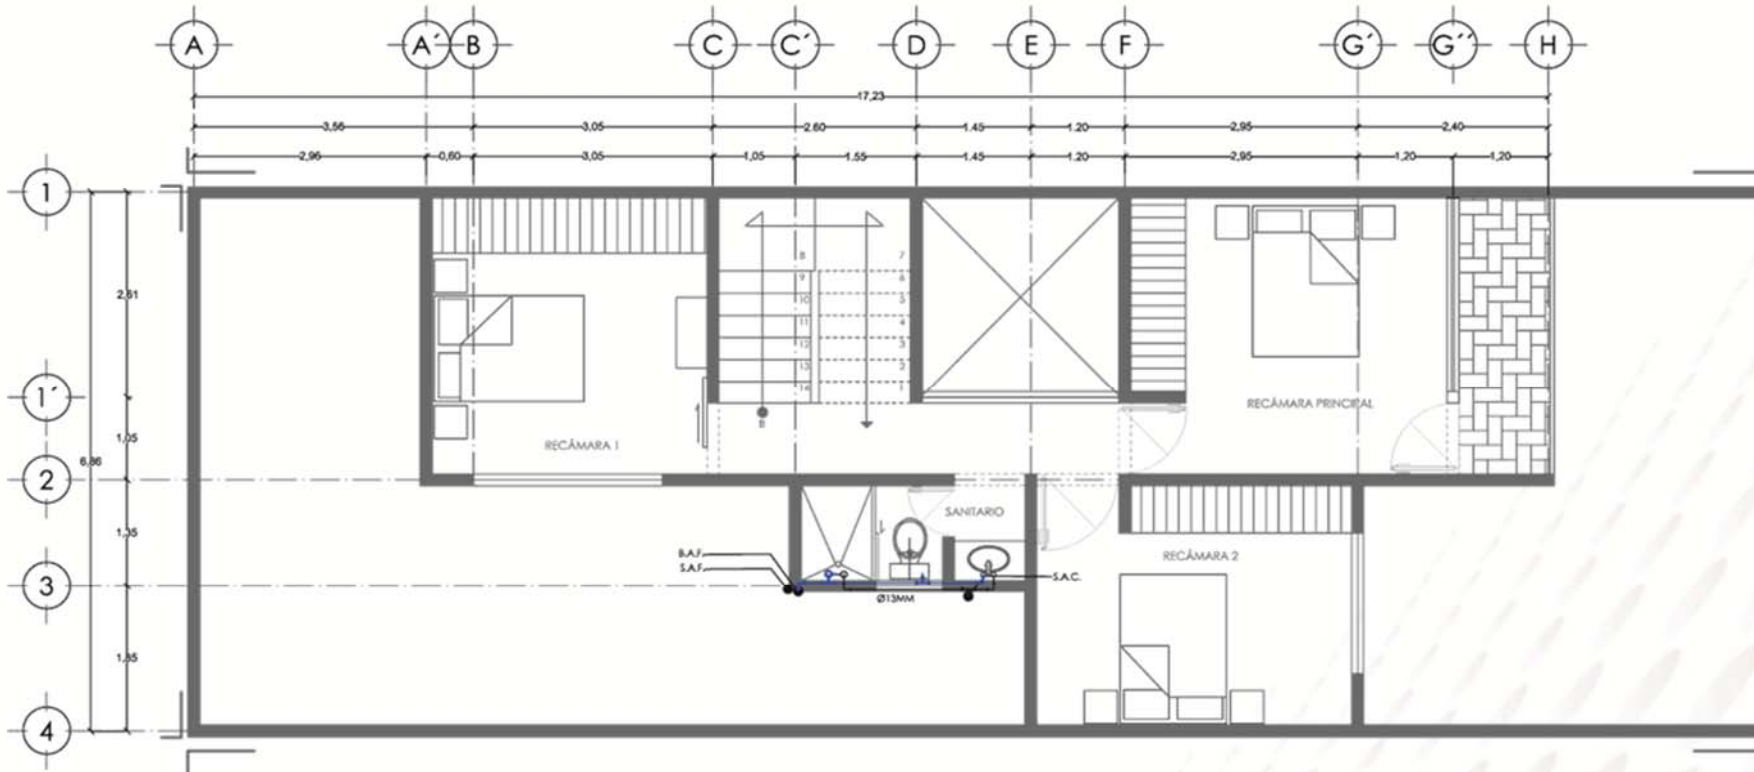 A A´ B C C´ D E F G´ G´´ H
17,23
3,56 3,05 2.60 1.45 1.20 2,95 2,40
2,96 0,60 3,05 1,05 1,55 1.45 1.20 2,95 1,20 1,20
1
8 7
9 6
2,61
10 5
11 4
12 3
13 2
14 1
1´
RECÁMARA PRINCIPAL
B
1,05
RECÁMARA 1
6,86
2
SANITARIO
1,35
B.A.F.
RECÁMARA 2
S.A.F.
S.A.C.
3
Ø13MM
1,85
4